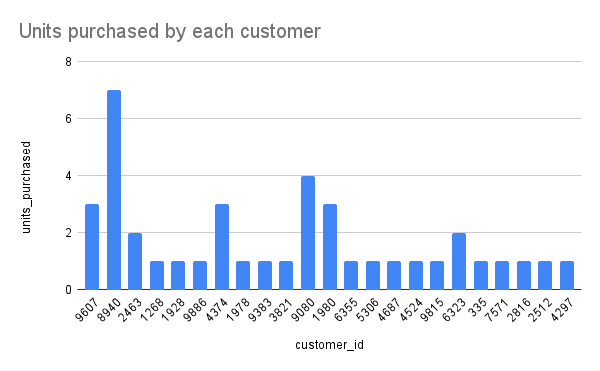 Units purchased by each customer
units_purchased
8
6
4
2
0
9607 8940 2463 1268 1928 9886 4374 1978 9383 3821 9080 1980 6355 5306 4687 4524 9815 6323 335 7571 2816 2512 4297
customer_id